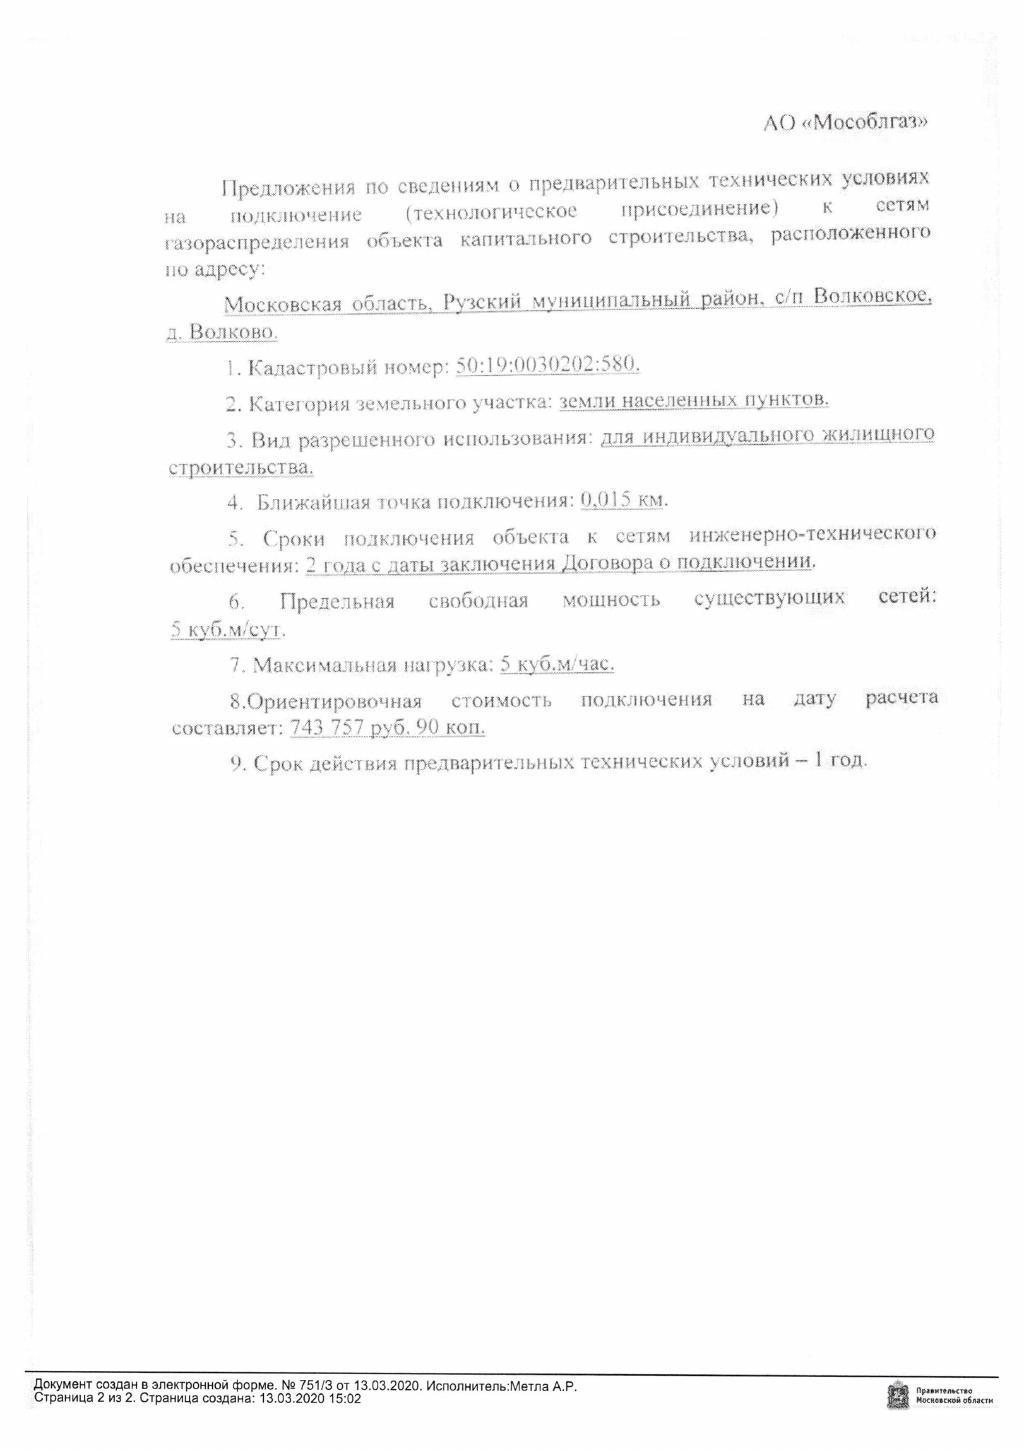 АО «Мособлгаз»
Предложения по сведениям о предварительных технических условиях
на подключение (технологическое присоединение) к сетям
газораспределения объекта капитального строительства, расположенного
по адресу:
Московская область, Рузский муниципальный район, с/п Волковское,
д. Волково.
1. Кадастровый номер: 50:19:0030202:580.
2. Категория земельного участка: земли населенных пунктов.
3. Вид разрешенного использования: для индивидуального жилищного
строительства.
4. Ближайшая точка подключения: 0,015 км.
5. Сроки подключения объекта к сетям инженерно-технического
обеспечения: 2 года с даты заключения Договора о подключении.
6. Предельная свободная мощность существующих сетей:
5 куб.м/сут.
7. Максимальная нагрузка: 5 куб.м/час.
8.Ориентировочная стоимость подключения на дату расчета
составляет: 743 757 руб. 90 коп.
9. Срок действия предварительных технических условий – 1 год.
Документ создан в электронной форме. № 751/3 от 13.03.2020. Исполнитель:Метла А.Р.
Страница 2 из 2. Страница создана: 13.03.2020 15:02
Правительство
Московской области